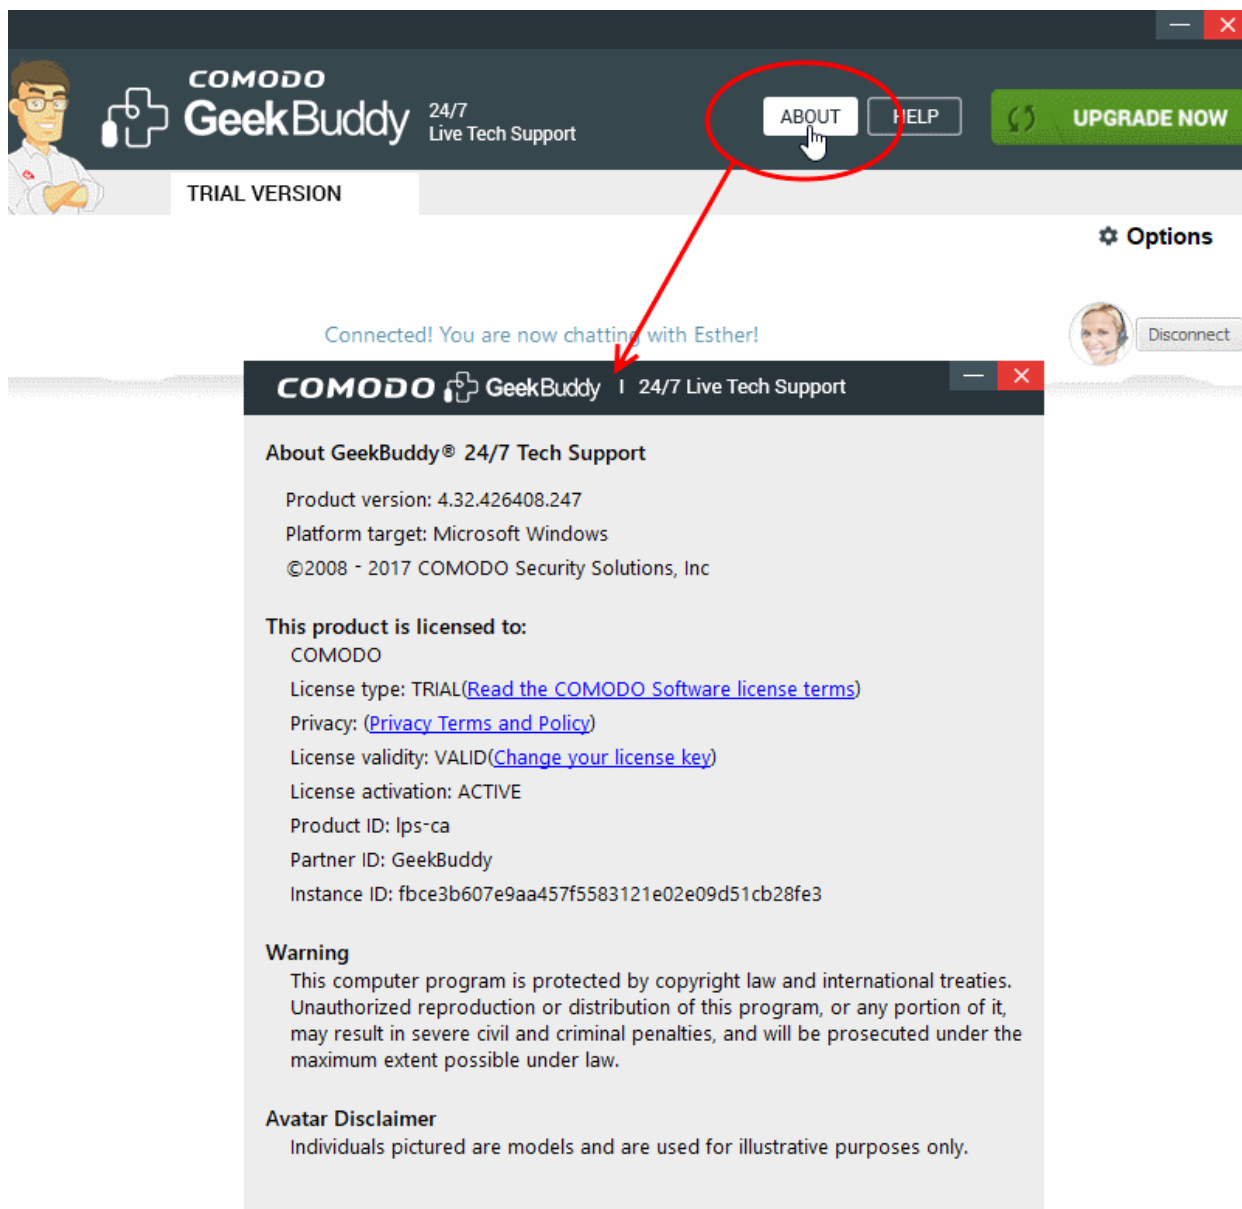 COMODO
GeekBuddy
24/7
Live Tech Support
ABOUT
HELP
UPGRADE NOW
TRIAL VERSION
Options
Connected! You are now chatting with Esther!
Disconnect
COMODO GeekBuddy | 24/7 Live Tech Support
About GeekBuddy® 24/7 Tech Support
Product version: 4.32.426408.247
Platform target: Microsoft Windows
©2008 - 2017 COMODO Security Solutions, Inc
This product is licensed to:
COMODO
License type: TRIAL(Read the COMODO Software license terms)
Privacy: (Privacy Terms and Policy)
License validity: VALID(Change your license key)
License activation: ACTIVE
Product ID: lps-ca
Partner ID: GeekBuddy
Instance ID: fbce3b607e9aa457f5583121e02e09d51cb28fe3
Warning
This computer program is protected by copyright law and international treaties.
Unauthorized reproduction or distribution of this program, or any portion of it,
may result in severe civil and criminal penalties, and will be prosecuted under the
maximum extent possible under law.
Avatar Disclaimer
Individuals pictured are models and are used for illustrative purposes only.